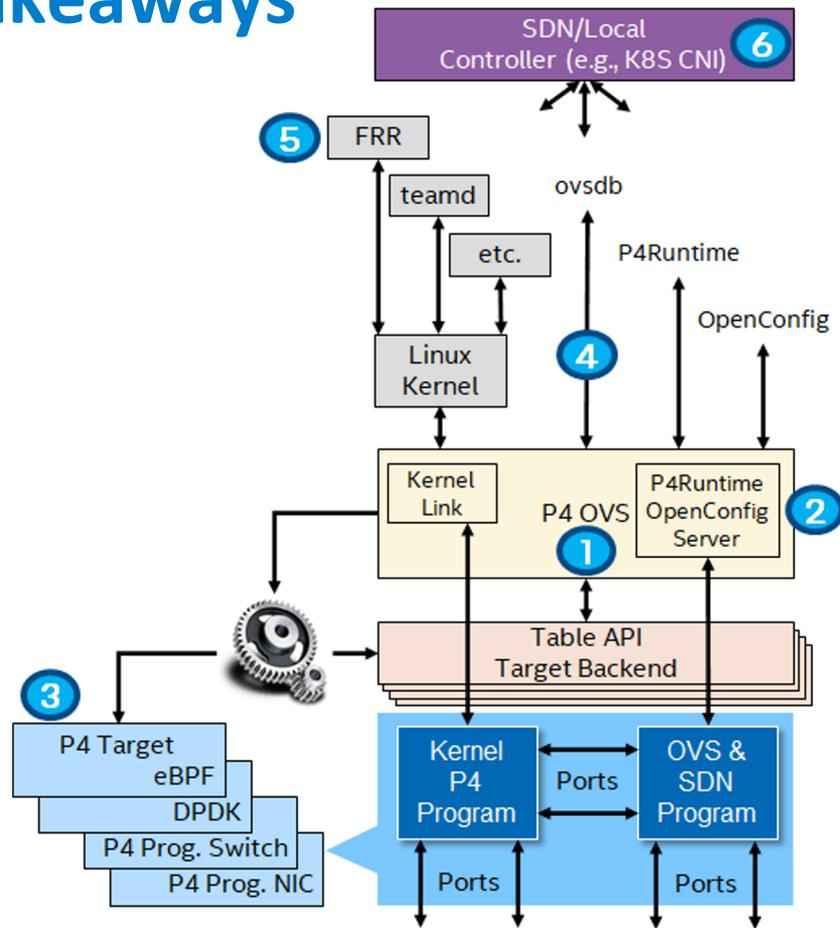 SDN/Local
Controller (e.g., K8S CNI)
6
5
FRR
teamd
etc.
ovsdb
P4Runtime
OpenConfig
Linux
Kernel
4
Kernel
Link
P4 OVS
1
P4Runtime
OpenConfig
Server
2
Table API
Target Backend
3
P4 Target
eBPF
DPDK
P4 Prog. Switch
P4 Prog. NIC
Kernel
P4
Program
Ports
OVS &
SDN
Program
Ports
Ports